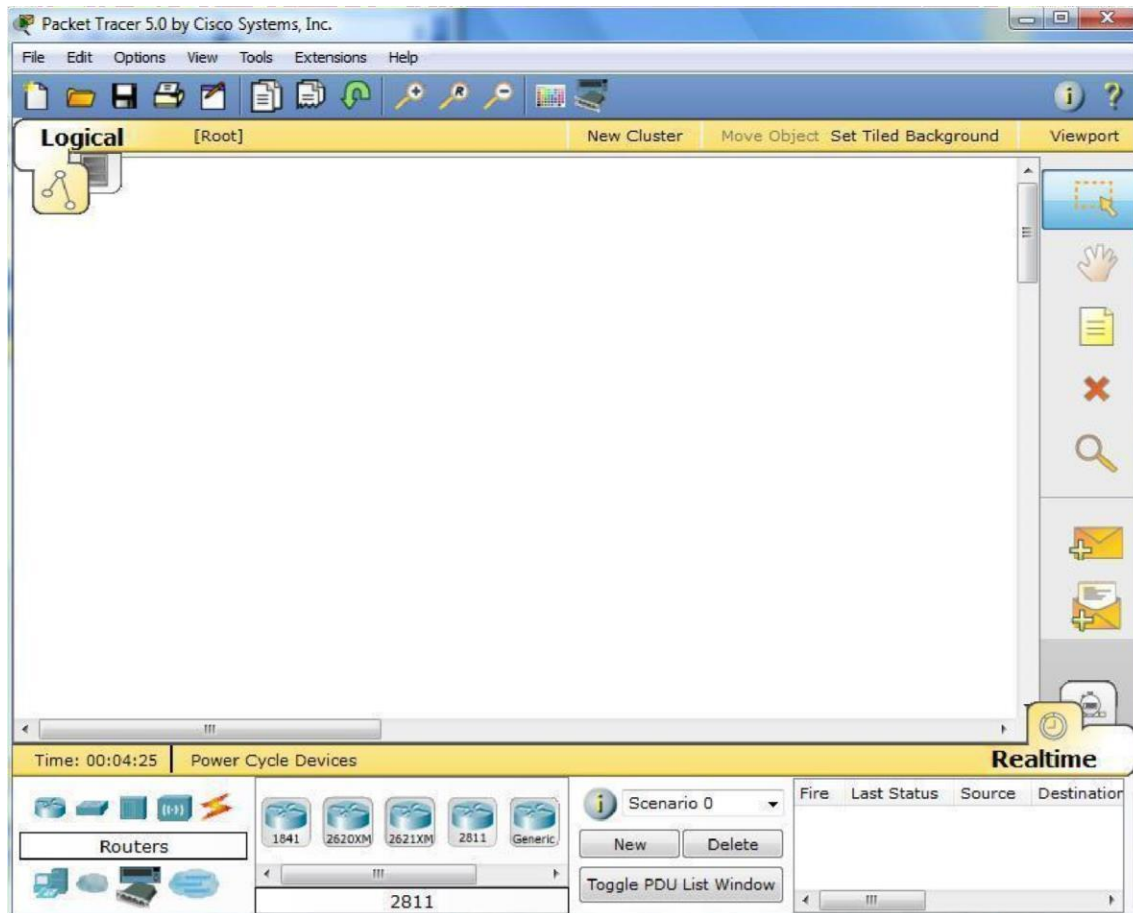 Packet Tracer 5.0 by Cisco Systems, Inc.
File Edit Options View Tools Extensions Help
Logical [Root] New Cluster Move Object Set Tiled Background Viewport
Time: 00:04:25 Power Cycle Devices Realtime
Routers
1841 2620XM 2621XM 2811 Generic
2811
Scenario 0
New Delete
Toggle PDU List Window
Fire Last Status Source Destination